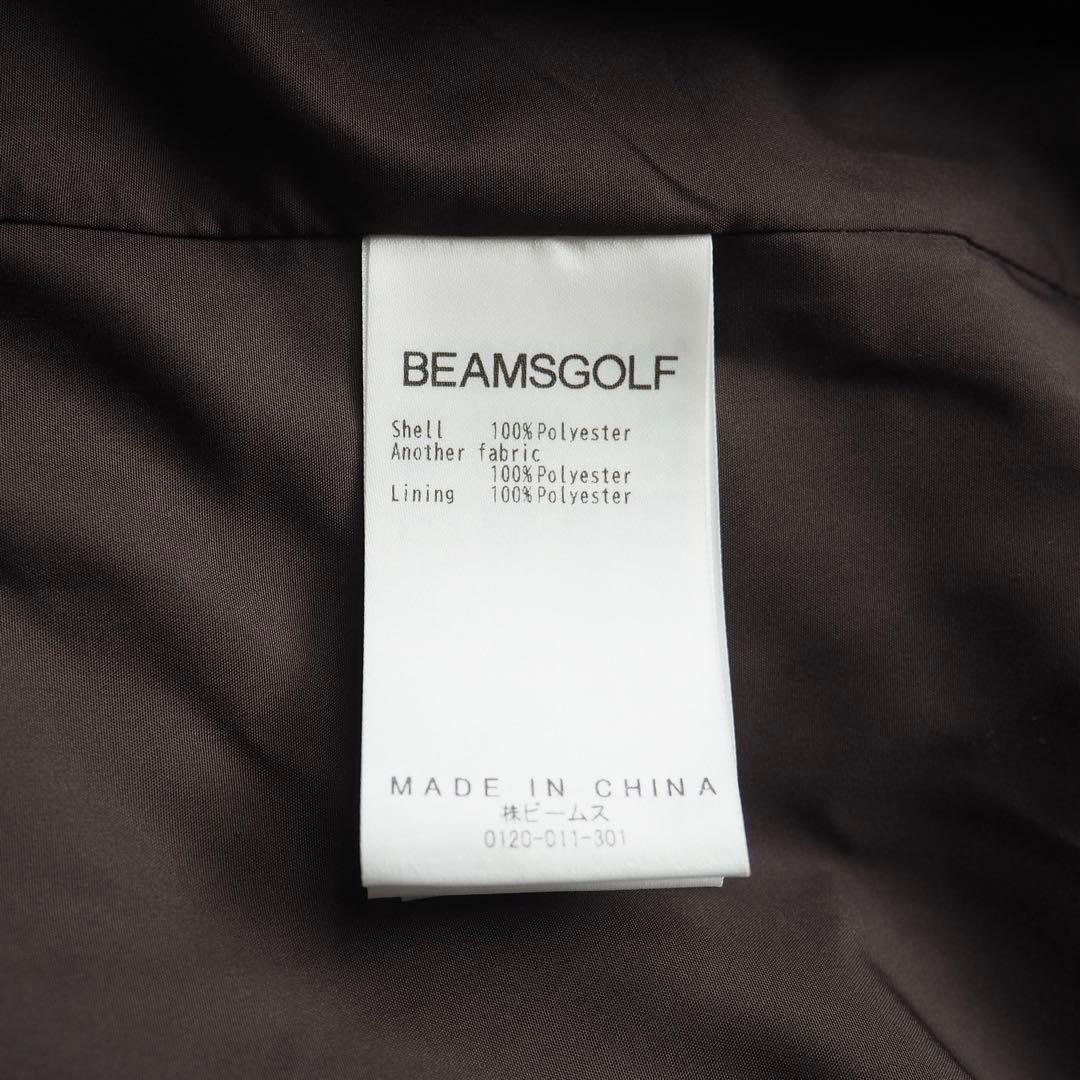 BEAMSGOLF
Shell 100%Polyester
Another fabric
100%Polyester
Lining 100%Polyester
MADE IN CHINA
株ビームス
0120-011-301